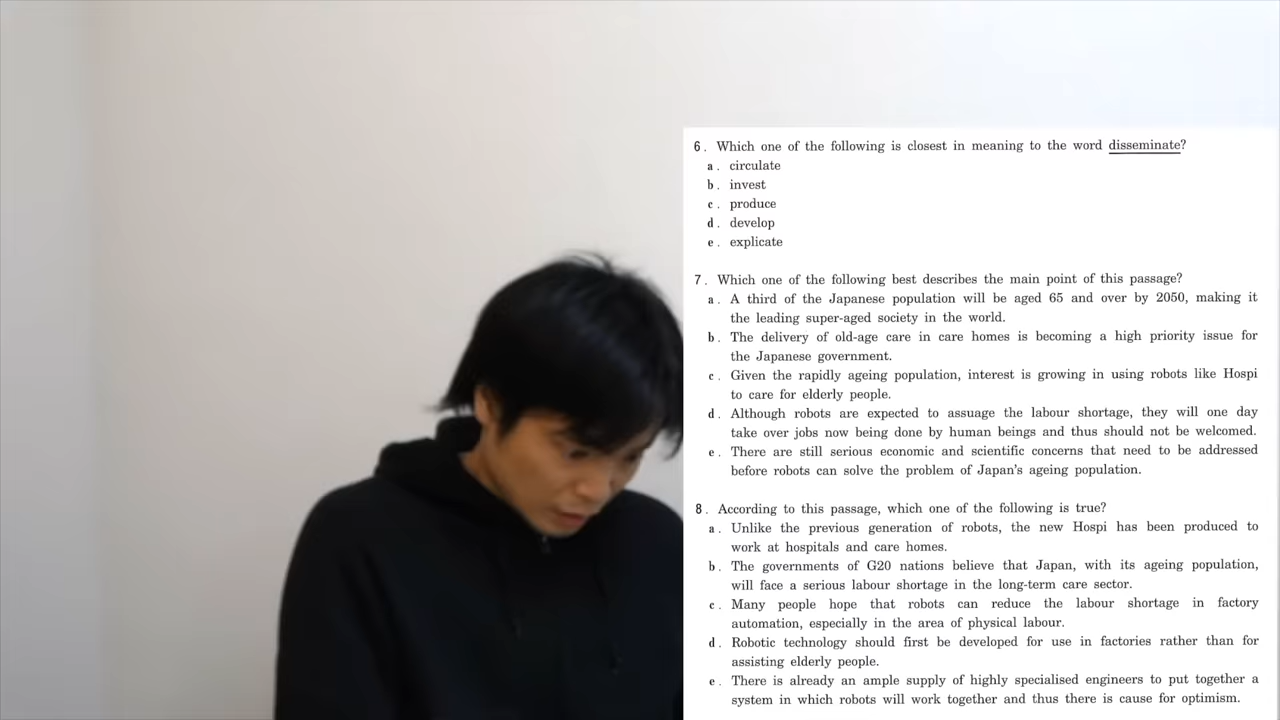 6. Which one of the following is closest in meaning to the word disseminate?
a. circulate
b. invest
c. produce
d. develop
e. explicate
7. Which one of the following best describes the main point of this passage?
a. A third of the Japanese population will be aged 65 and over by 2050, making it
the leading super-aged society in the world.
b. The delivery of old-age care in care homes is becoming a high priority issue for
the Japanese government.
c. Given the rapidly ageing population, interest is growing in using robots like Hospi
to care for elderly people.
d. Although robots are expected to assuage the labour shortage, they will one day
take over jobs now being done by human beings and thus should not be welcomed.
e. There are still serious economic and scientific concerns that need to be addressed
before robots can solve the problem of Japan's ageing population.
8. According to this passage, which one of the following is true?
a. Unlike the previous generation of robots, the new Hospi has been produced to
work at hospitals and care homes.
b. The governments of G20 nations believe that Japan, with its ageing population,
will face a serious labour shortage in the long-term care sector.
c. Many people hope that robots can reduce the labour shortage in factory
automation, especially in the area of physical labour.
d. Robotic technology should first be developed for use in factories rather than for
assisting elderly people.
e. There is already an ample supply of highly specialised engineers to put together a
system in which robots will work together and thus there is cause for optimism.